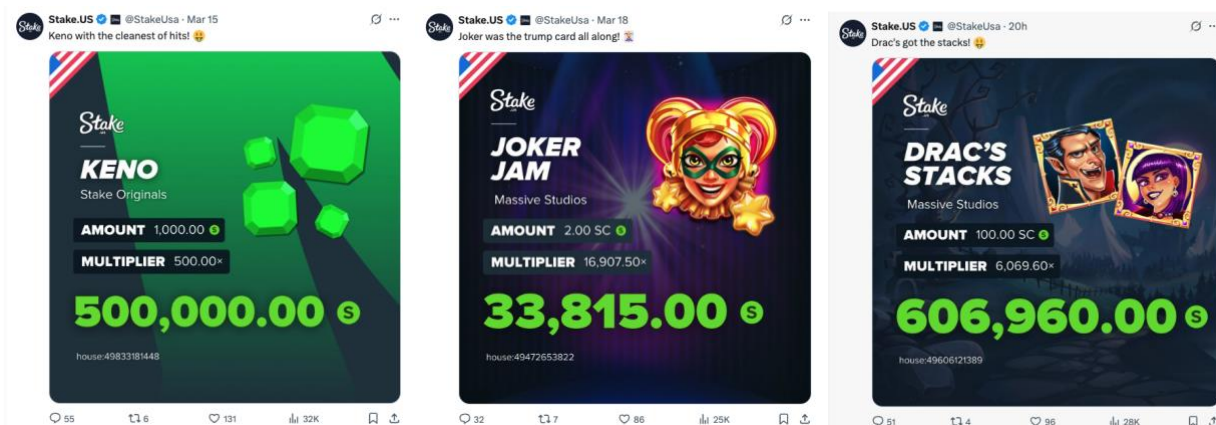 Stake.US @StakeUsa · Mar 15
Keno with the cleanest of hits!
Stake
KENO
Stake Originals
AMOUNT 1,000.00 S
MULTIPLIER 500.00×
500,000.00 S
house:49833181448
55 6 131 32K
Stake.US @StakeUsa · Mar 18
Joker was the trump card all along!
Stake
JOKER
JAM
Massive Studios
AMOUNT 2.00 SC S
MULTIPLIER 16,907.50×
33,815.00 S
house:49472653822
32 7 86 25K
Stake.US @StakeUsa · 20h
Drac's got the stacks!
Stake
DRAC'S
STACKS
Massive Studios
AMOUNT 100.00 SC S
MULTIPLIER 6,069.60×
606,960.00 S
house:49606121389
51 4 96 28K